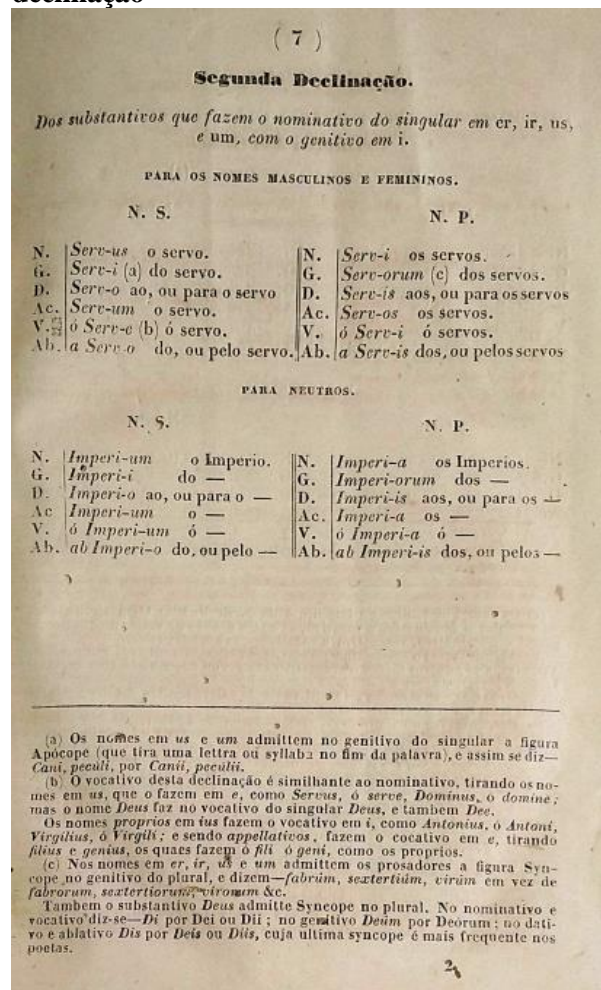 declinação
( 7 )
Segunda Declinação.
Dos substantivos que fazem o nominativo do singular em er, ir, us,
e um, com o genitivo em i.
PARA OS NOMES MASCULINOS E FEMININOS.
N. S. N. P.
N. Serv-us o servo. N. Serv-i os servos.
G. Serv-i (a) do servo. G. Serv-orum (c) dos servos.
D. Serv-o ao, ou para o servo D. Serv-is aos, ou para os servos
Ac. Serv-um o servo. Ac. Serv-os os servos.
V. ó Serv-e (b) ó servo. V. ó Serv-i ó servos.
Ab. a Serv-o do, ou pelo servo. Ab. a Serv-is dos, ou pelos servos
PARA NEUTROS.
N. S. N. P.
N. Imperi-um o Imperio. N. Imperi-a os Imperios.
G. Imperi-i do — G. Imperi-orum dos —
D. Imperi-o ao, ou para o — D. Imperi-is aos, ou para os —
Ac Imperi-um o — Ac. Imperi-a os —
V. ó Imperi-um ó — V. ó Imperi-a ó —
Ab. ab Imperi-o do, ou pelo — Ab. ab Imperi-is dos, ou pelos —
(a) Os nomes em us e um admittem no genitivo do singular a figura
Apócope (que tira uma lettra ou syllaba no fim da palavra), e assim se diz—
Cani, pecúli, por Canii, pecúlii.
(b) O vocativo desta declinação é similhante ao nominativo, tirando os no-
mes em us, que o fazem em e, como Servus, ó serve, Dominus, ó domine;
mas o nome Deus faz no vocativo do singular Deus, e tambem Dee.
Os nomes proprios em ius fazem o vocativo em i, como Antonius, ó Antoni,
Virgilius, ó Virgili; e sendo appellativos, fazem o cocativo em e, tirando
filius e genius, os quaes fazem ó fili ó geni, como os proprios.
(c) Nos nomes em er, ir, us e um admittem os prosadores a figura Syn-
cope no genitivo do plural, e dizem—fabrúm, sextertiúm, virúm em vez de
fabrorum, sextertiorum, virorum &c.
Tambem o substantivo Deus admitte Syncope no plural. No nominativo e
vocativo diz-se—Di por Dei ou Dii; no genitivo Deúm por Deórum; no dati-
vo e ablativo Dis por Deis ou Diis, cuja ultima syncope é mais frequente nos
poetas.
2